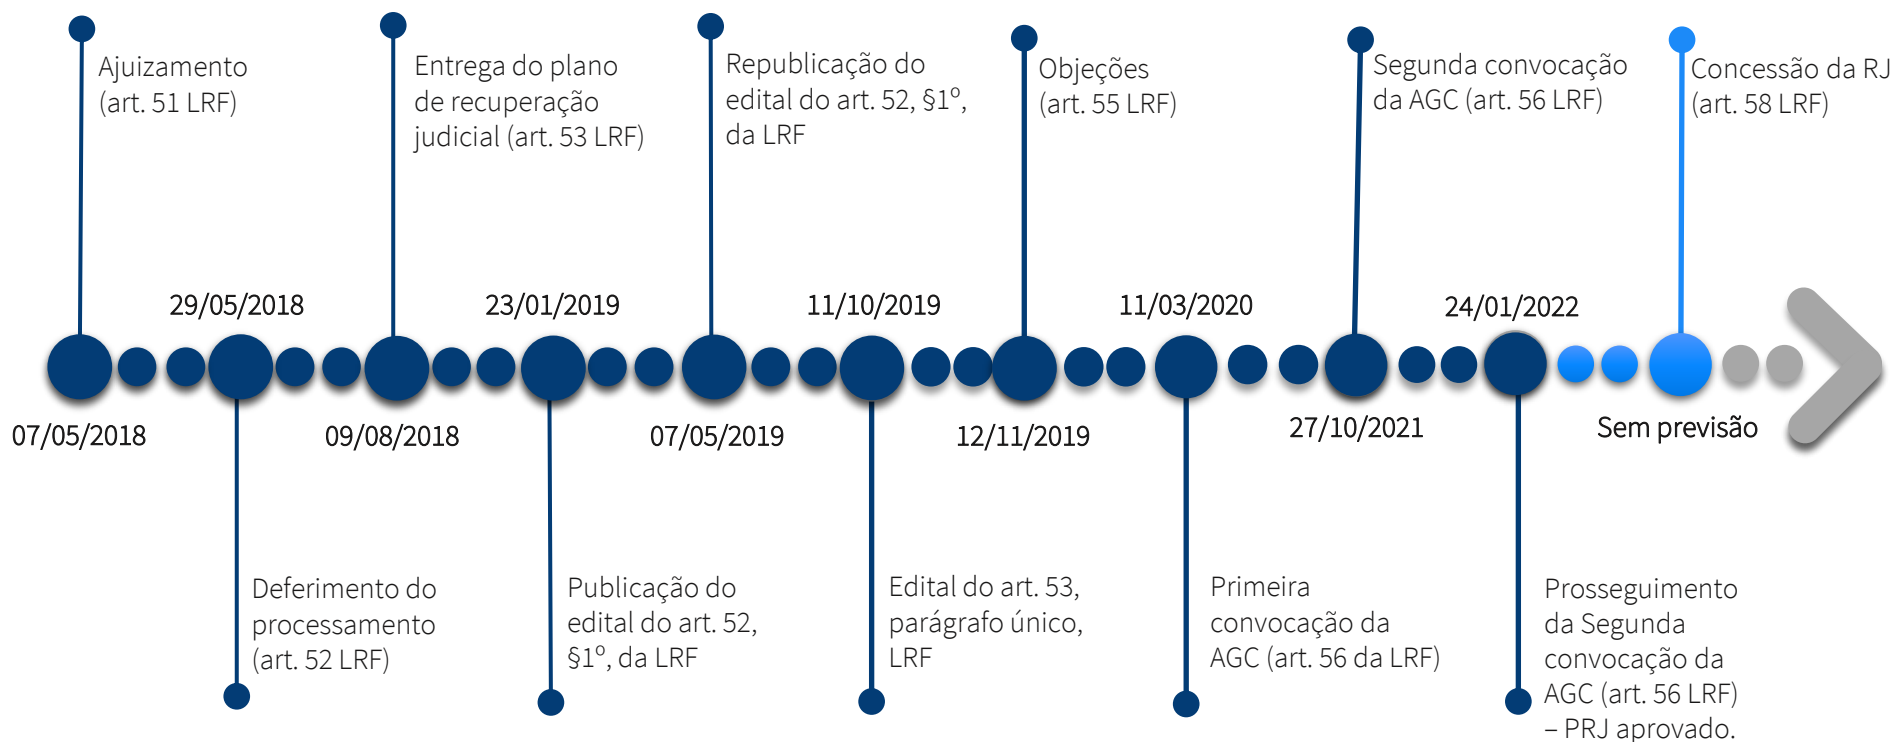 Ajuizamento
(art. 51 LRF)
Entrega do plano
de recuperação
judicial (art. 53 LRF)
Republicação do
edital do art. 52, §1º,
da LRF
Objeções
(art. 55 LRF)
Segunda convocação
da AGC (art. 56 LRF)
Concessão da RJ
(art. 58 LRF)
29/05/2018
23/01/2019
11/10/2019
11/03/2020
24/01/2022
07/05/2018
09/08/2018
07/05/2019
12/11/2019
27/10/2021
Sem previsão
Deferimento do
processamento
(art. 52 LRF)
Publicação do
edital do art. 52,
§1º, da LRF
Edital do art. 53,
parágrafo único,
LRF
Primeira
convocação da
AGC (art. 56 da LRF)
Prosseguimento
da Segunda
convocação da
AGC (art. 56 LRF)
– PRJ aprovado.